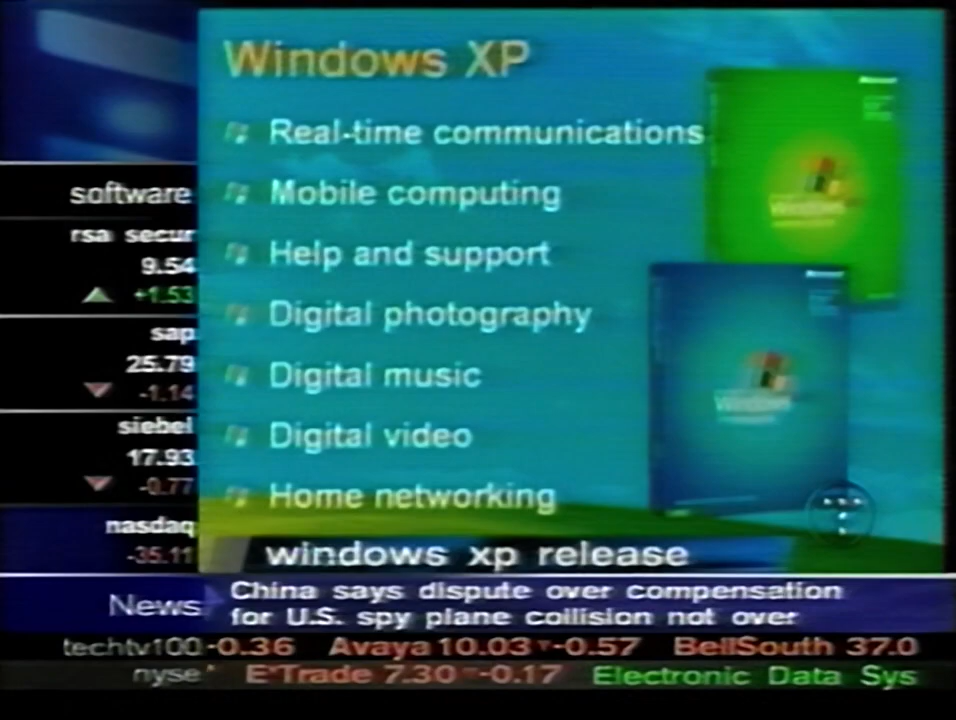 Windows XP
Real-time communications
Mobile computing
Help and support
Digital photography
Digital music
Digital video
Home networking
software
rsa secur
9.54
+1.53
sap
25.79
-1.14
siebel
17.93
-0.77
nasdaq
-35.11
windows xp release
News
China says dispute over compensation
for U.S. spy plane collision not over
techtv100 -0.36 Avaya 10.03 -0.57 BellSouth 37.0
nyse E*Trade 7.30 -0.17 Electronic Data Sys